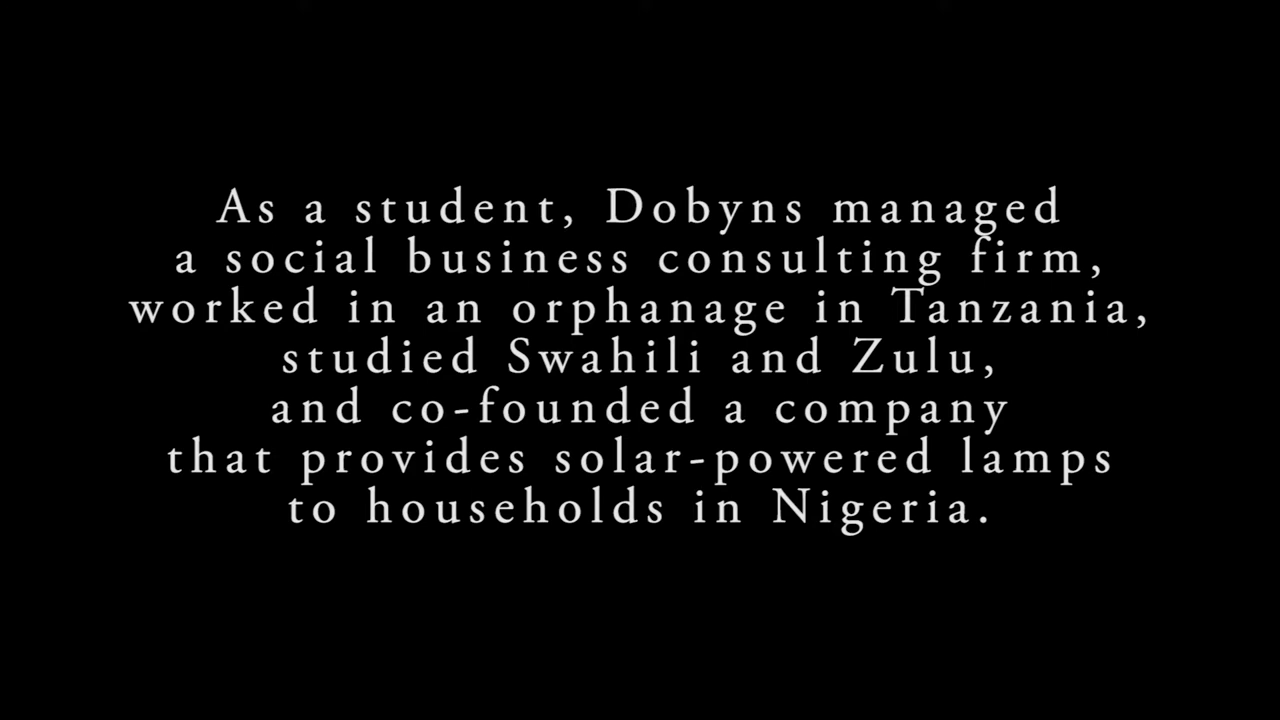 As a student, Dobyns managed
a social business consulting firm,
worked in an orphanage in Tanzania,
studied Swahili and Zulu,
and co-founded a company
that provides solar-powered lamps
to households in Nigeria.